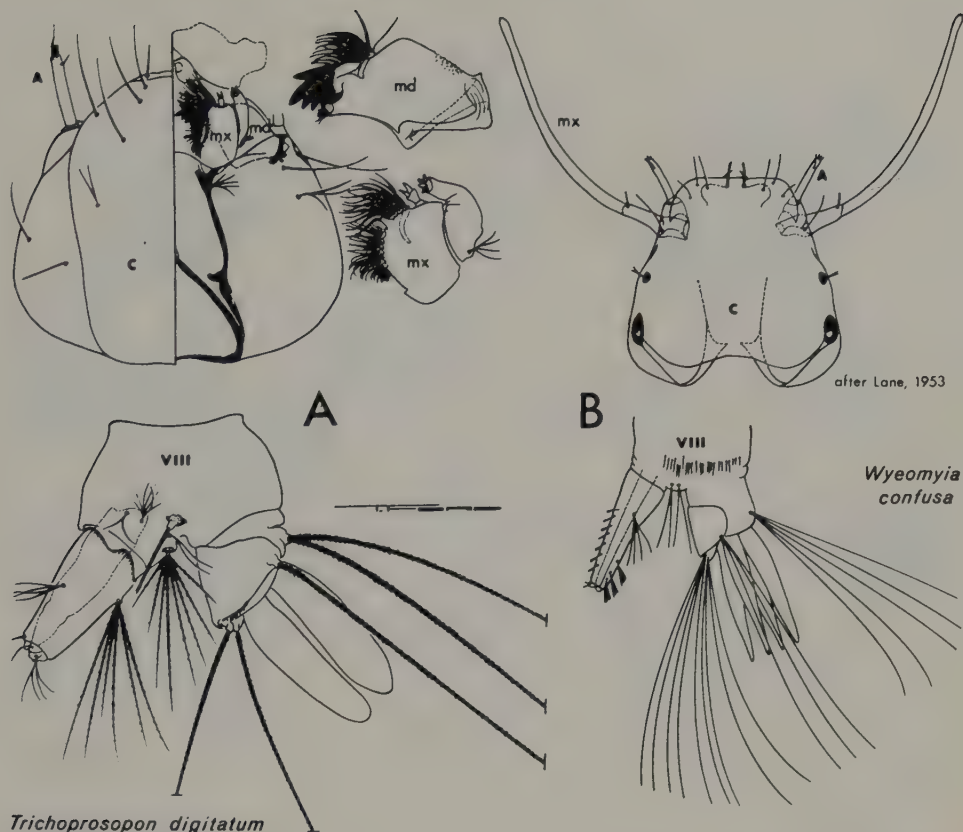 A
mx
md
c
md
mx
mx
A
c
after Lane, 1953
A
B
VIII
VIII
Wyeomyia
confusa
Trichoprosopon digitatum